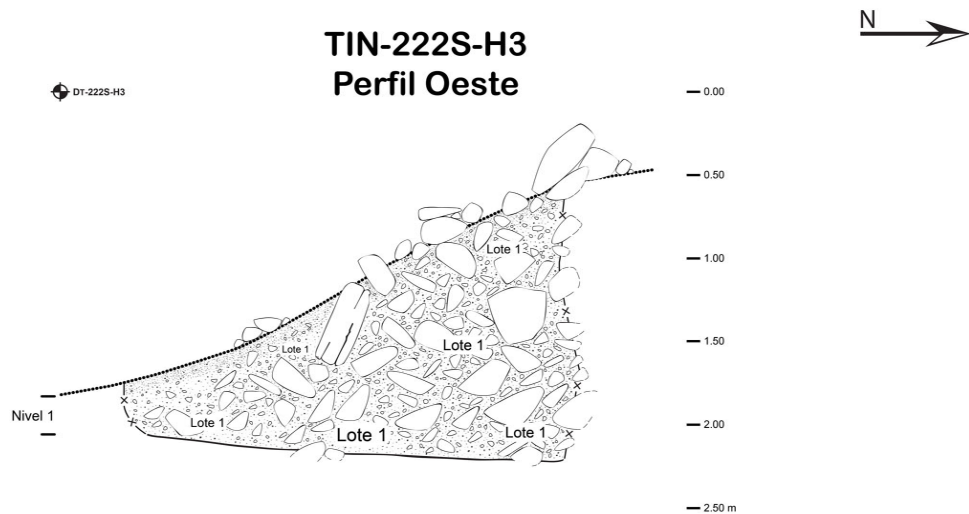 N
TIN-222S-H3
Perfil Oeste
DT-222S-H3
0.00
0.50
Lote 1
1.00
Lote 1
Lote 1
1.50
Nivel 1
Lote 1
Lote 1
Lote 1
2.00
2.50 m